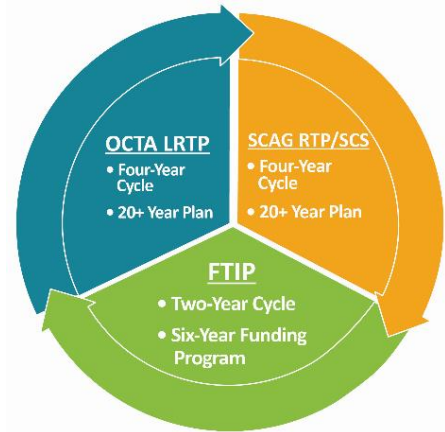 OCTA LRTP
• Four-Year
Cycle
• 20+ Year Plan
SCAG RTP/SCS
• Four-Year
Cycle
• 20+ Year Plan
FTIP
• Two-Year Cycle
• Six-Year Funding
Program